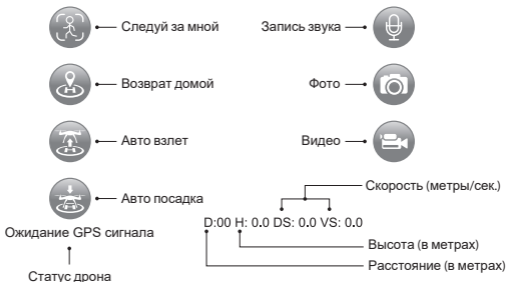 Следуй за мной
Запись звука
Возврат домой
Фото
Авто взлет
Видео
Авто посадка
Скорость (метры/сек.)
D:00 H: 0.0 DS: 0.0 VS: 0.0
Ожидание GPS сигнала
Высота (в метрах)
Расстояние (в метрах)
Статус дрона